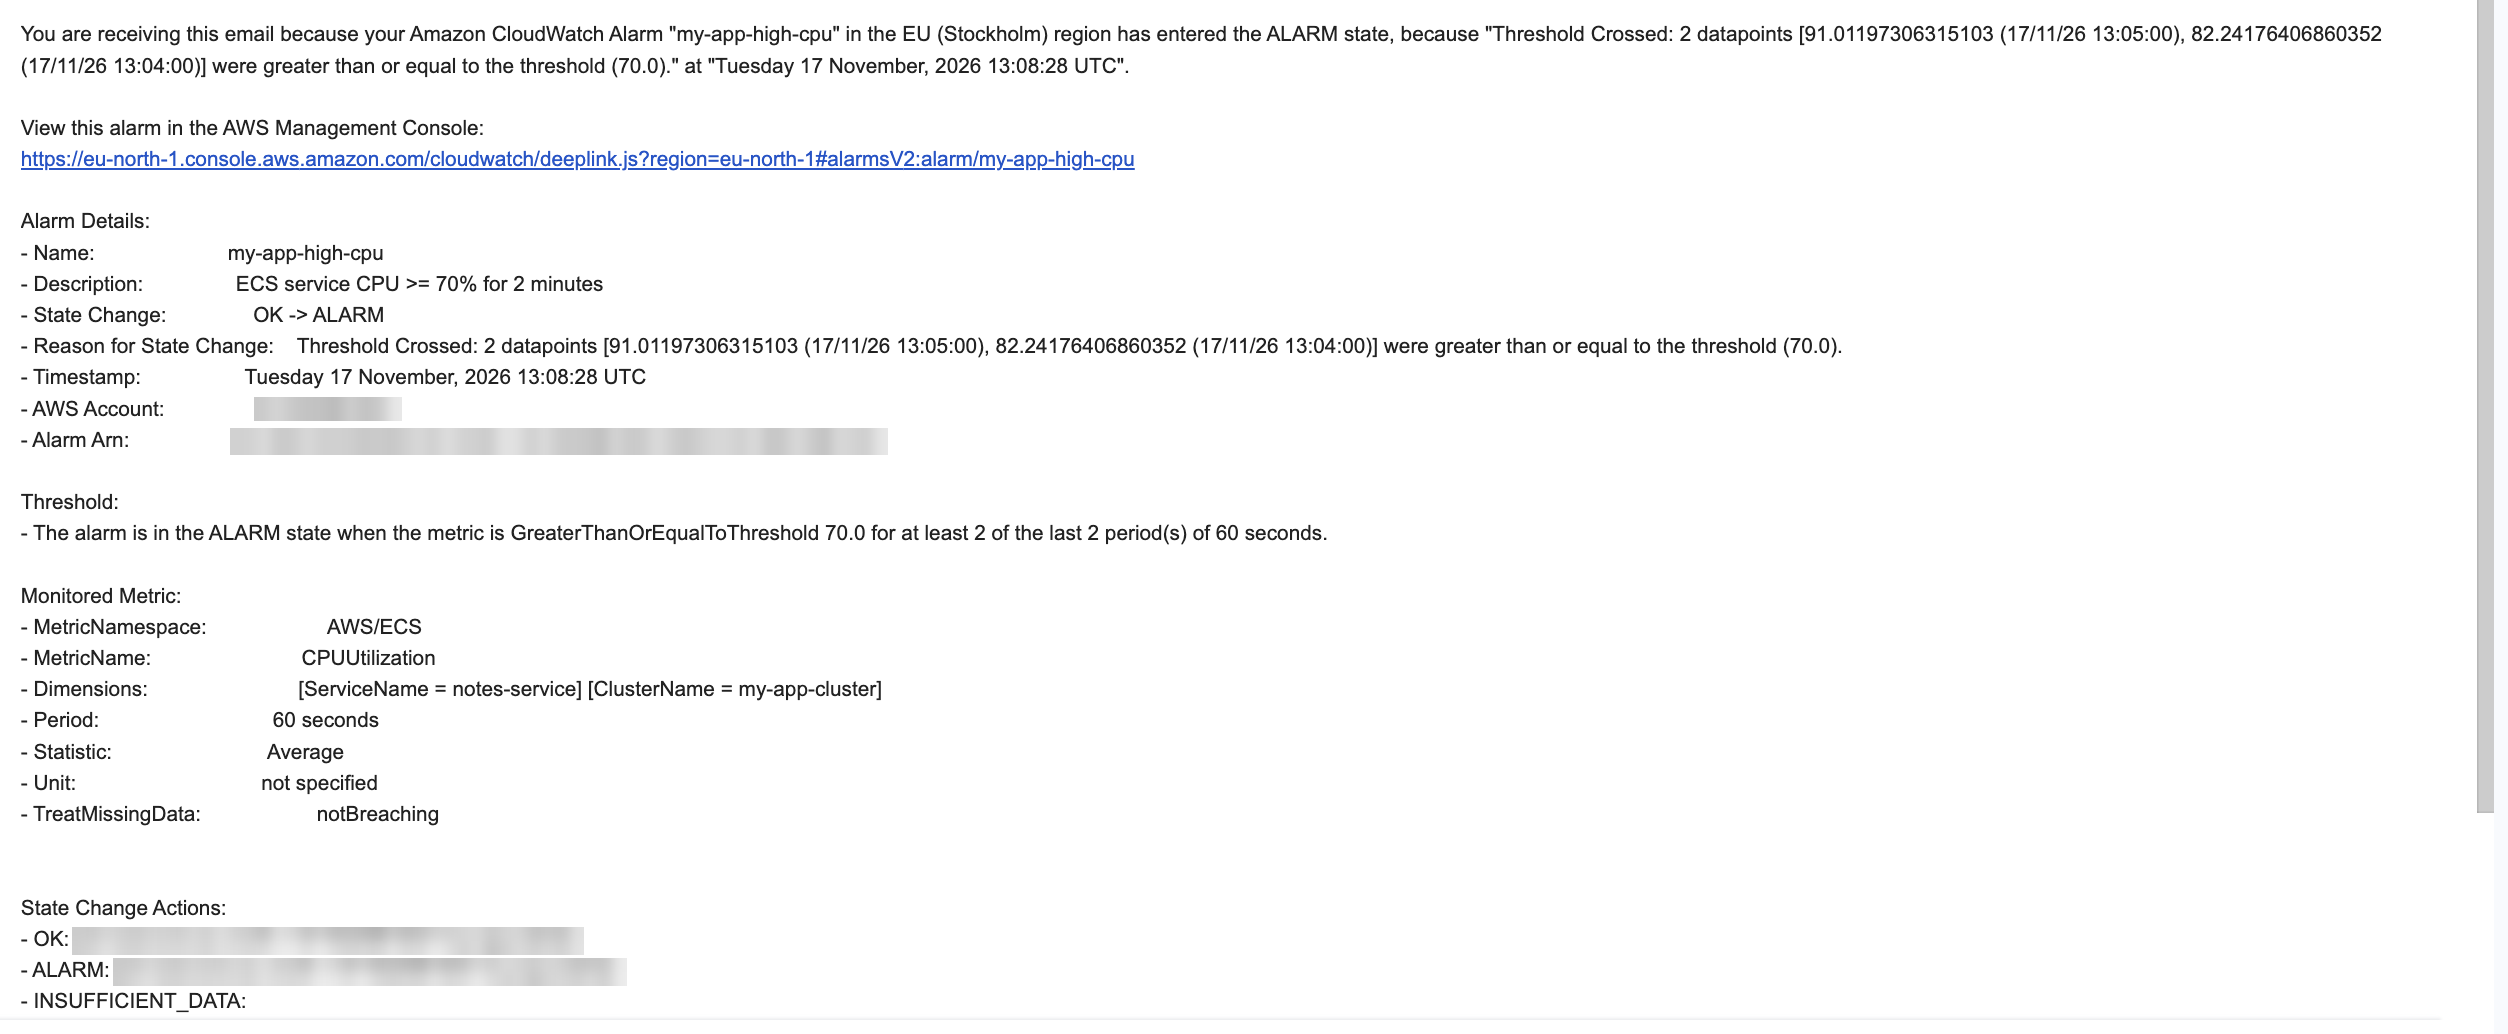 You are receiving this email because your Amazon CloudWatch Alarm "my-app-high-cpu" in the EU (Stockholm) region has entered the ALARM state, because "Threshold Crossed: 2 datapoints [91.01197306315103 (17/11/26 13:05:00), 82.24176406860352
(17/11/26 13:04:00)] were greater than or equal to the threshold (70.0)." at "Tuesday 17 November, 2026 13:08:28 UTC".
View this alarm in the AWS Management Console:
https://eu-north-1.console.aws.amazon.com/cloudwatch/deeplink.js?region=eu-north-1#alarmsV2:alarm/my-app-high-cpu
Alarm Details:
- Name: my-app-high-cpu
- Description: ECS service CPU >= 70% for 2 minutes
- State Change: OK -> ALARM
- Reason for State Change: Threshold Crossed: 2 datapoints [91.01197306315103 (17/11/26 13:05:00), 82.24176406860352 (17/11/26 13:04:00)] were greater than or equal to the threshold (70.0).
- Timestamp: Tuesday 17 November, 2026 13:08:28 UTC
- AWS Account:
- Alarm Arn:
Threshold:
- The alarm is in the ALARM state when the metric is GreaterThanOrEqualToThreshold 70.0 for at least 2 of the last 2 period(s) of 60 seconds.
Monitored Metric:
- MetricNamespace: AWS/ECS
- MetricName: CPUUtilization
- Dimensions: [ServiceName = notes-service] [ClusterName = my-app-cluster]
- Period: 60 seconds
- Statistic: Average
- Unit: not specified
- TreatMissingData: notBreaching
State Change Actions:
- OK:
- ALARM:
- INSUFFICIENT_DATA: